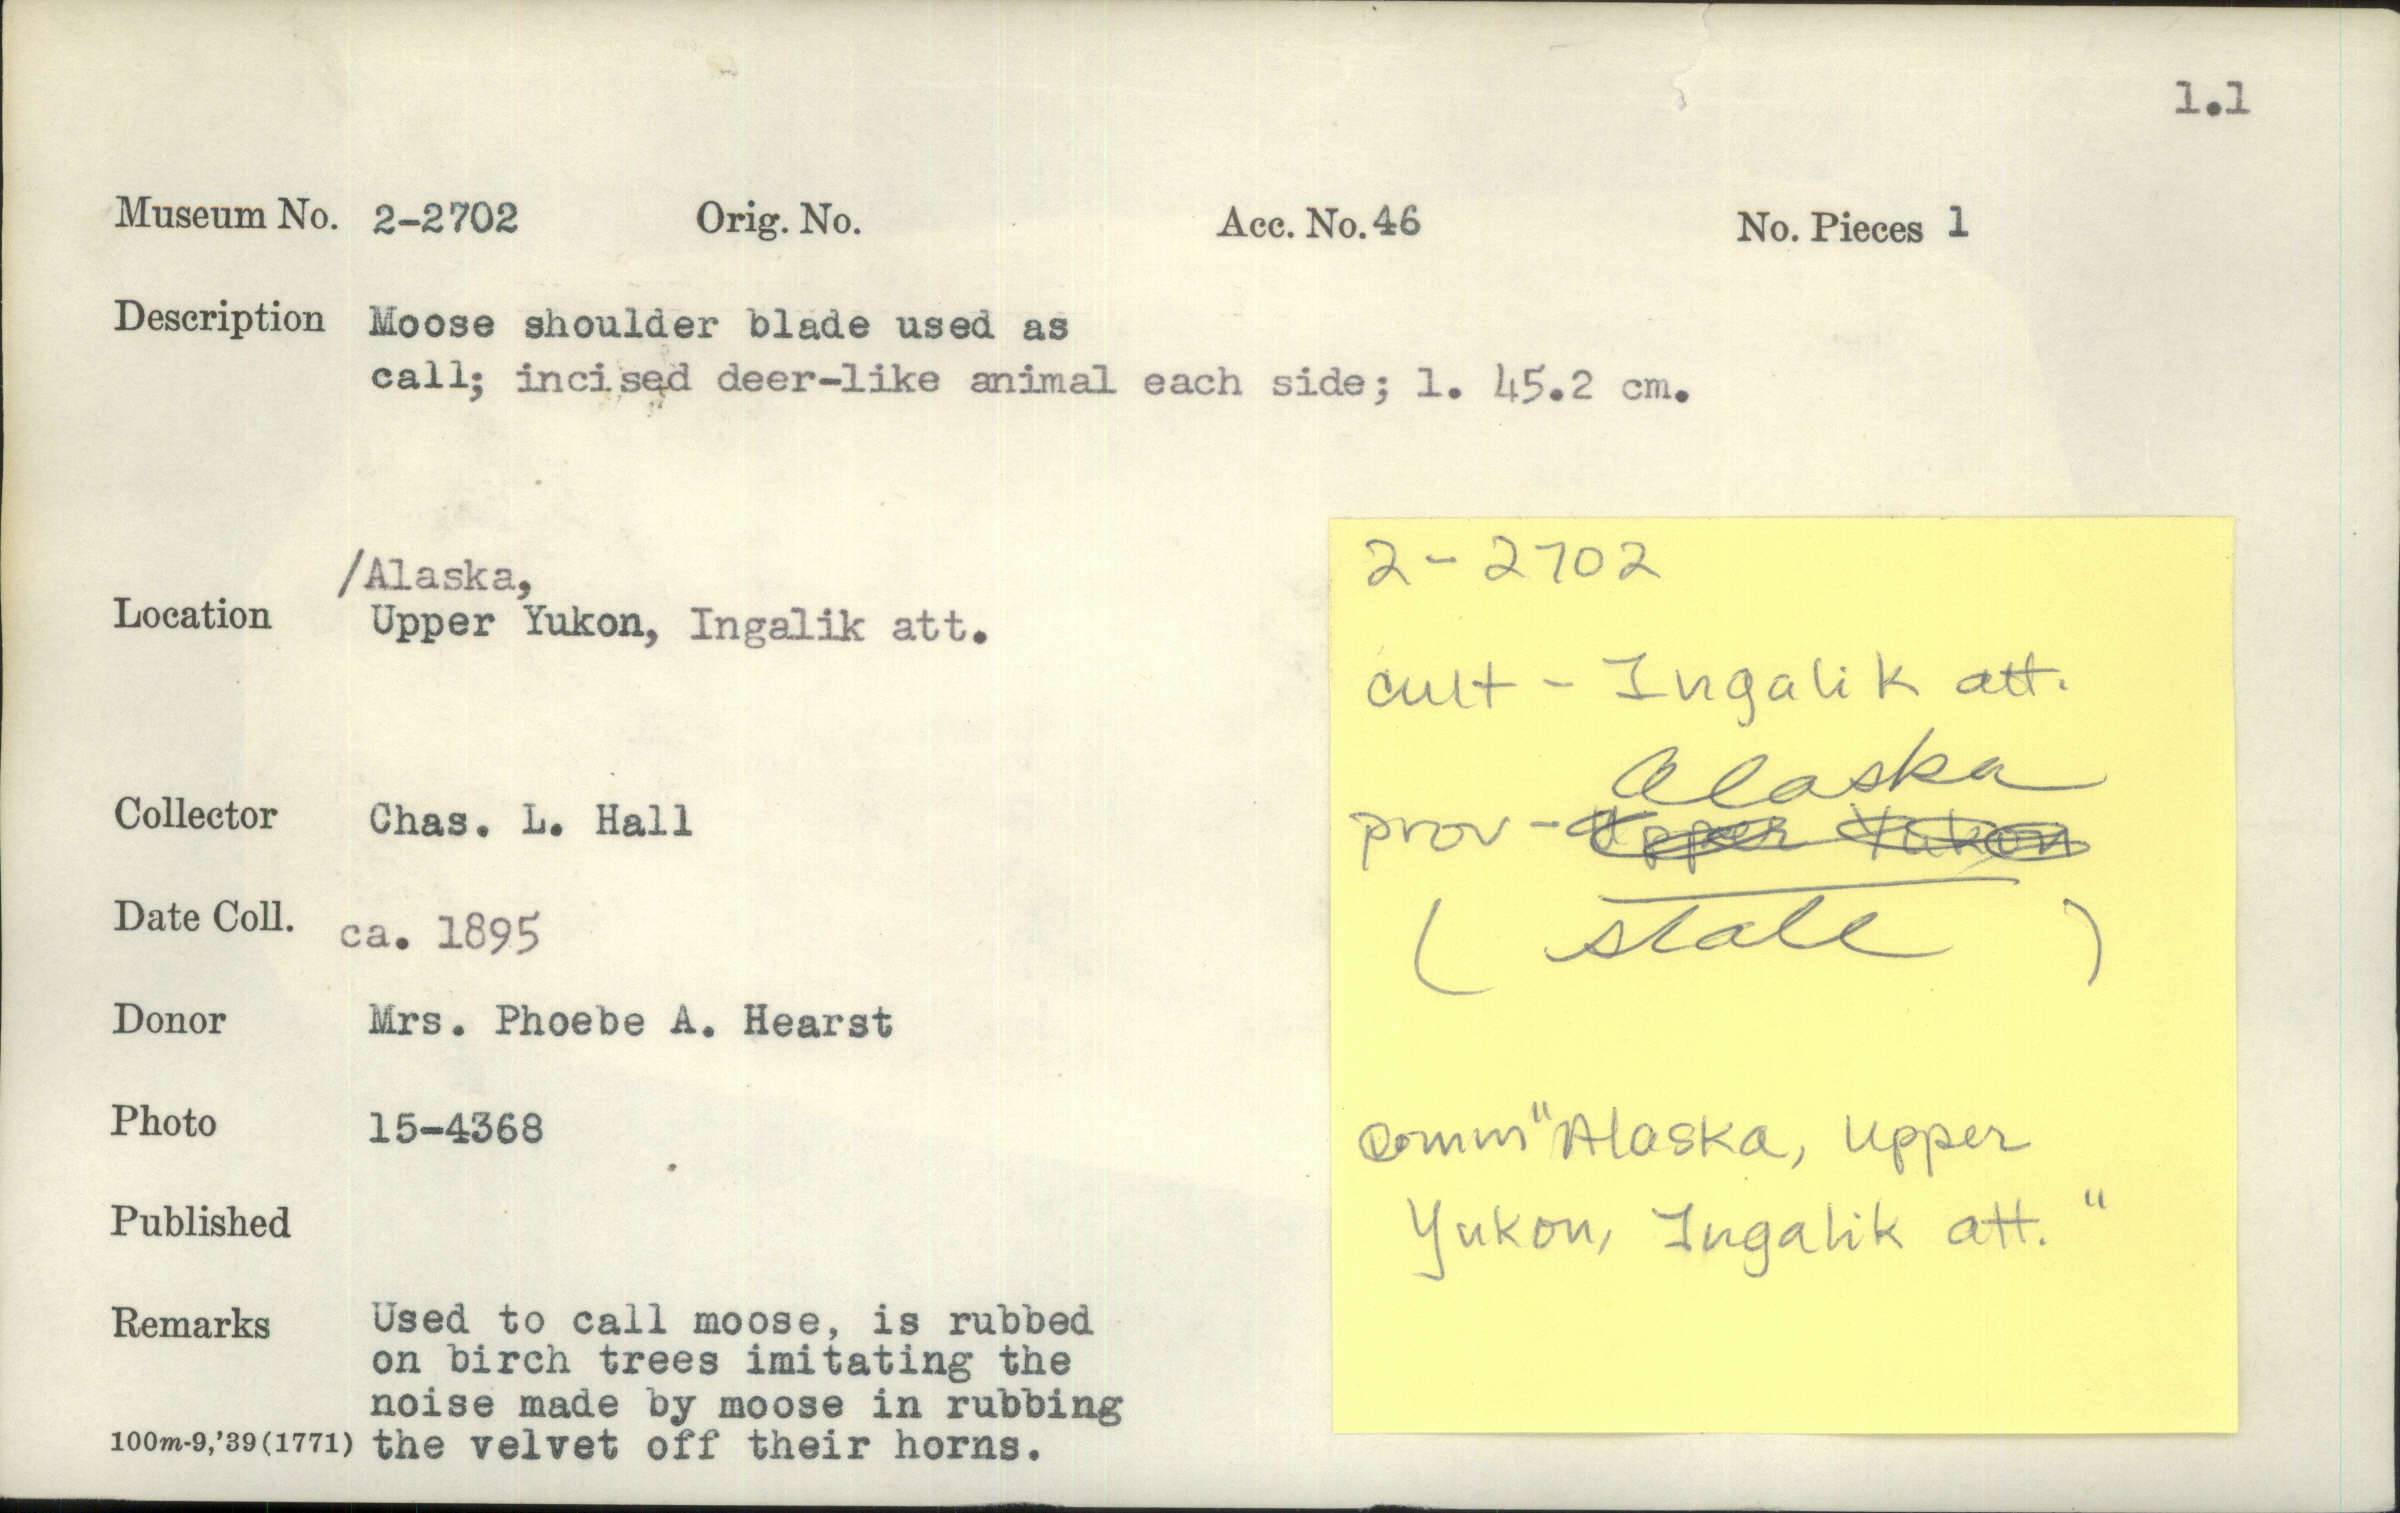 1.1
Museum No. 2-2702 Orig. No. Acc. No. 46 No. Pieces 1
Description Moose shoulder blade used as
call; incised deer-like animal each side; l. 45.2 cm.
/Alaska,
Location Upper Yukon, Ingalik att.
Collector Chas. L. Hall
Date Coll. ca. 1895
Donor Mrs. Phoebe A. Hearst
Photo 15-4368
Published
Remarks Used to call moose, is rubbed
on birch trees imitating the
noise made by moose in rubbing
100m-9,'39(1771) the velvet off their horns.
2-2702
cult - Ingalik att.
Alaska
prov - Upper Yukon
( state )
comm "Alaska, Upper
Yukon, Ingalik att."